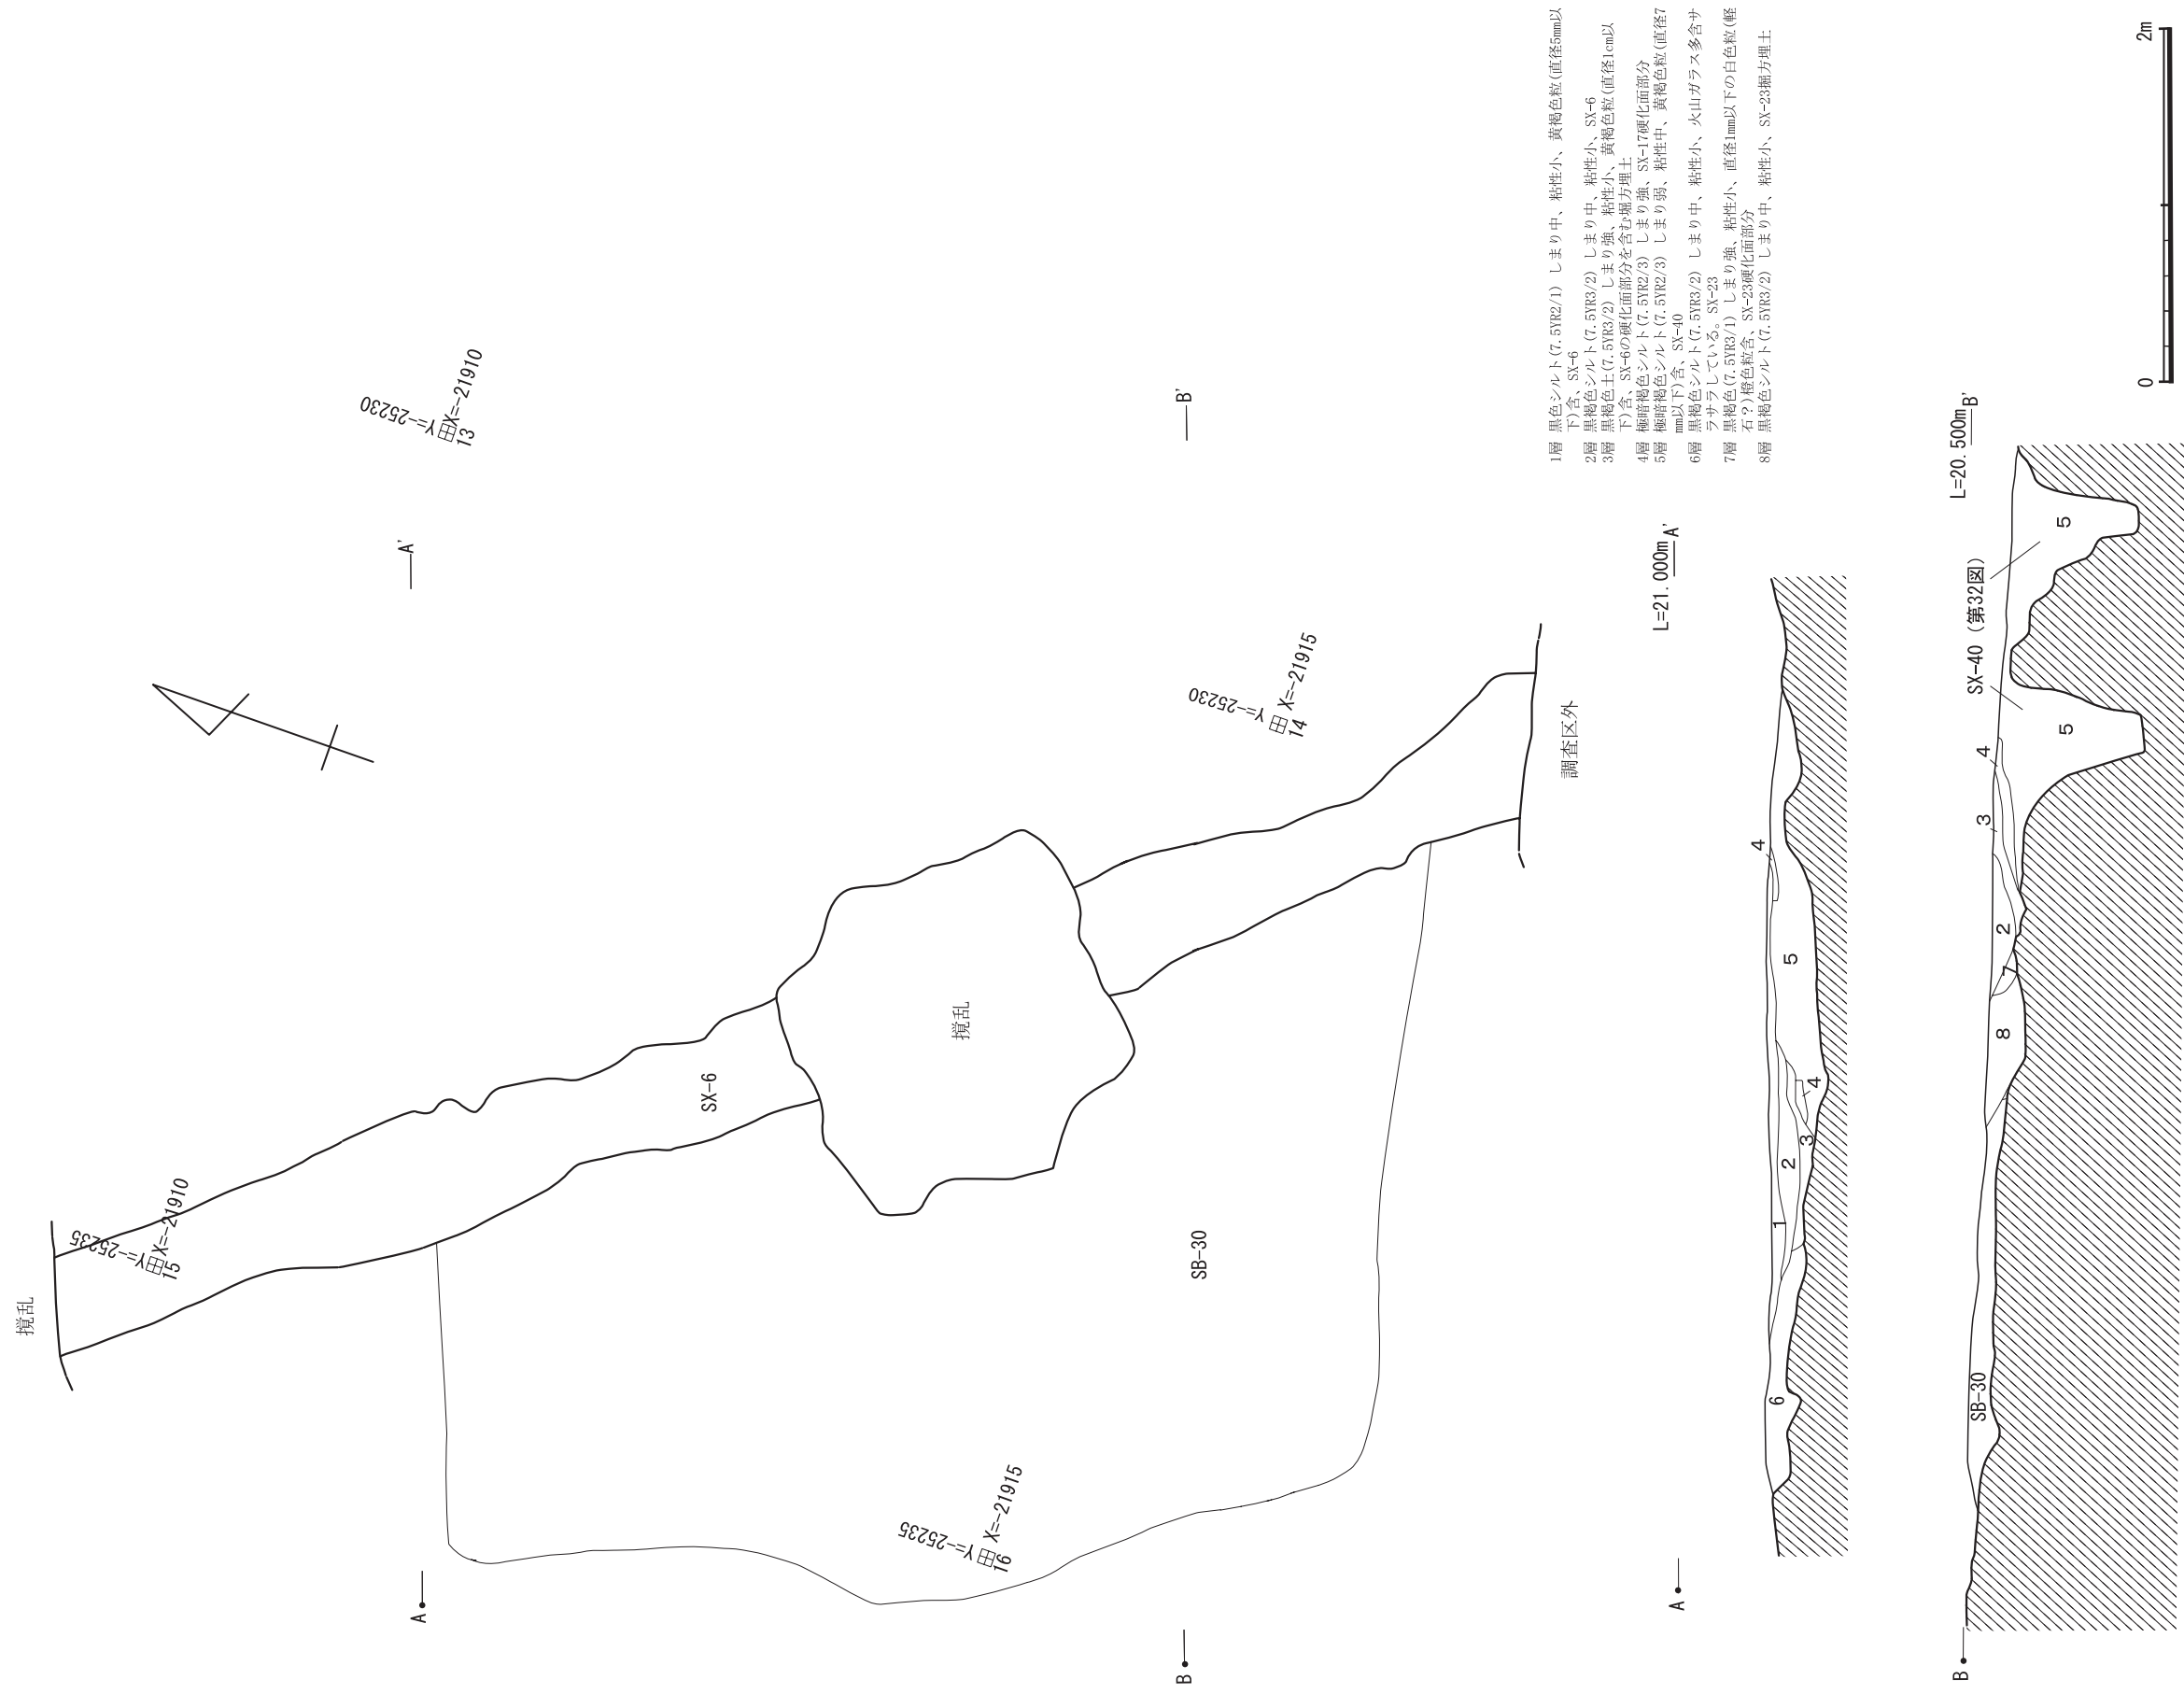 撹乱
Y=-25235
X=-21910
15
Y=-25230
X=-21910
13
A'
A
SX-6
撹乱
SB-30
Y=-25235
X=-21915
16
Y=-25230
X=-21915
14
B'
B
調査区外
1層 黒色シルト(7.5YR2/1) しまり中、粘性小、黄褐色粒(直径5mm以
下)含、SX-6
2層 黒褐色シルト(7.5YR3/2) しまり中、粘性小、SX-6
3層 黒褐色土(7.5YR3/2) しまり強、粘性小、黄褐色粒(直径1cm以
下)含、SX-6の硬化面部分を含む堀方埋土
4層 極暗褐色シルト(7.5YR2/3) しまり強、SX-17硬化面部分
5層 極暗褐色シルト(7.5YR2/3) しまり弱、粘性中、黄褐色粒(直径7
mm以下)含、SX-40
6層 黒褐色シルト(7.5YR3/2) しまり中、粘性小、火山ガラス多含サ
ラサラしている。SX-23
7層 黒褐色(7.5YR3/1) しまり強、粘性小、直径1mm以下の白色粒(軽
石?)橙色粒含、SX-23硬化面部分
8層 黒褐色シルト(7.5YR3/2) しまり中、粘性小、SX-23掘方埋土
L=21.000m
A'
A
6
1
2
3
4
5
4
L=20.500m
B'
B
SB-30
8
7
2
3
4
5
SX-40 (第32図)
5
0
2m